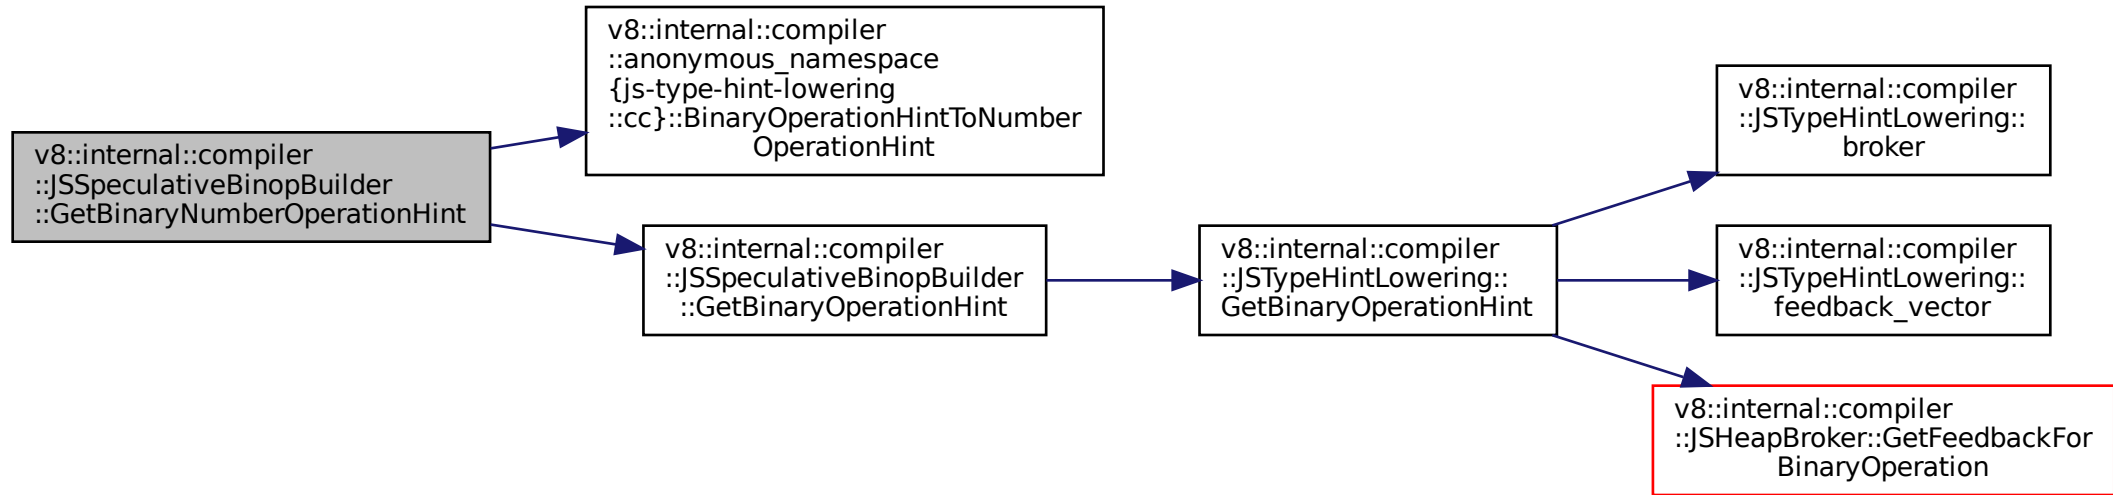 v8::internal::compiler
::JSSpeculativeBinopBuilder
::GetBinaryNumberOperationHint
v8::internal::compiler
::anonymous_namespace
{js-type-hint-lowering
::cc}::BinaryOperationHintToNumber
OperationHint
v8::internal::compiler
::JSSpeculativeBinopBuilder
::GetBinaryOperationHint
v8::internal::compiler
::JSTypeHintLowering::
GetBinaryOperationHint
v8::internal::compiler
::JSTypeHintLowering::
broker
v8::internal::compiler
::JSTypeHintLowering::
feedback_vector
v8::internal::compiler
::JSHeapBroker::GetFeedbackFor
BinaryOperation